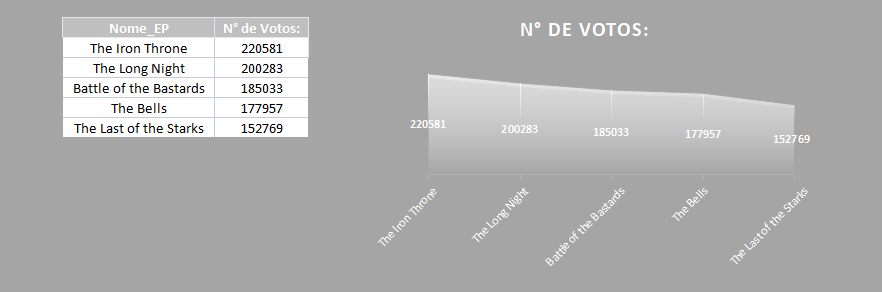 Nome_EP N° de Votos:
The Iron Throne 220581
The Long Night 200283
Battle of the Bastards 185033
The Bells 177957
The Last of the Starks 152769
N° DE VOTOS:
220581
200283
185033
177957
152769
The Iron Throne
The Long Night
Battle of the Bastards
The Bells
The Last of the Starks